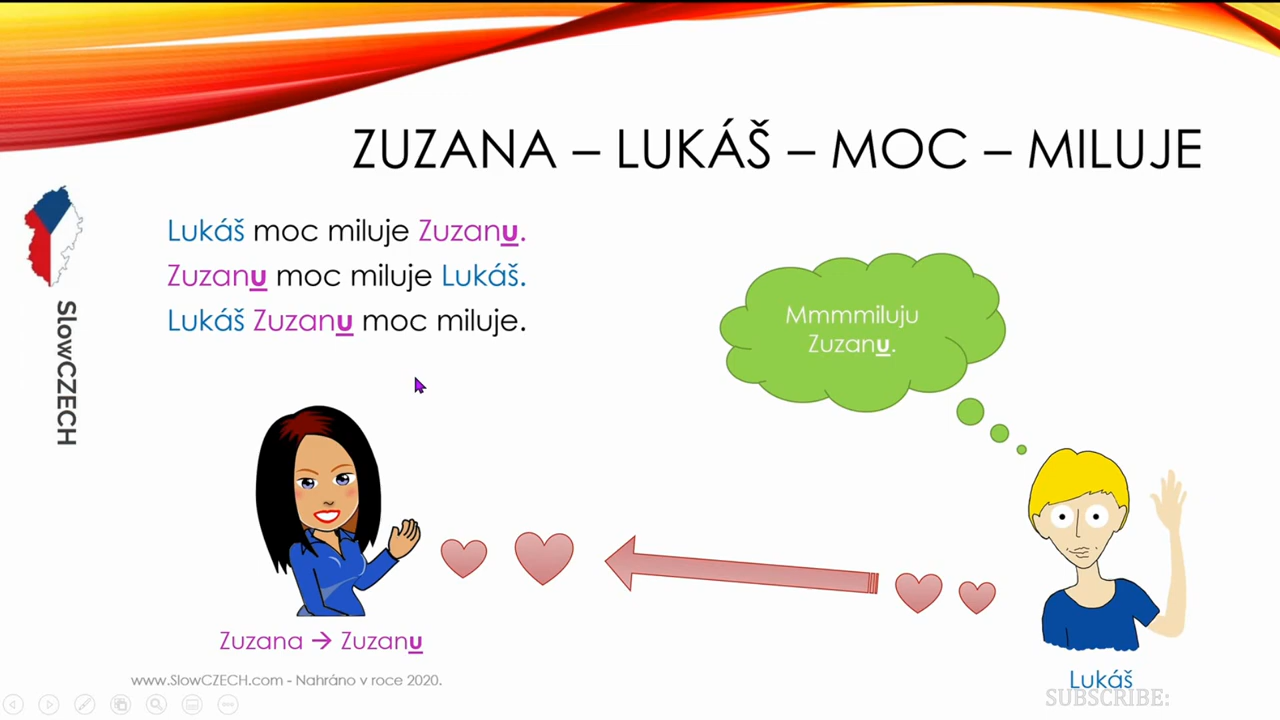 ZUZANA – LUKÁŠ – MOC – MILUJE
Lukáš moc miluje Zuzanu.
Zuzanu moc miluje Lukáš.
Lukáš Zuzanu moc miluje.
SlowCZECH
Mmmmiluju
Zuzanu.
Zuzana → Zuzanu
Lukáš
www.SlowCZECH.com - Nahráno v roce 2020.
SUBSCRIBE: